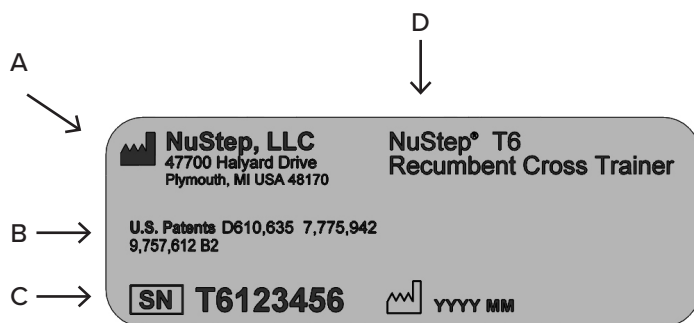 D
A
NuStep, LLC
47700 Halyard Drive
Plymouth, MI USA 48170
NuStep® T6
Recumbent Cross Trainer
B
U.S. Patents D610,635 7,775,942
9,757,612 B2
C
SN T6123456 YYYY MM